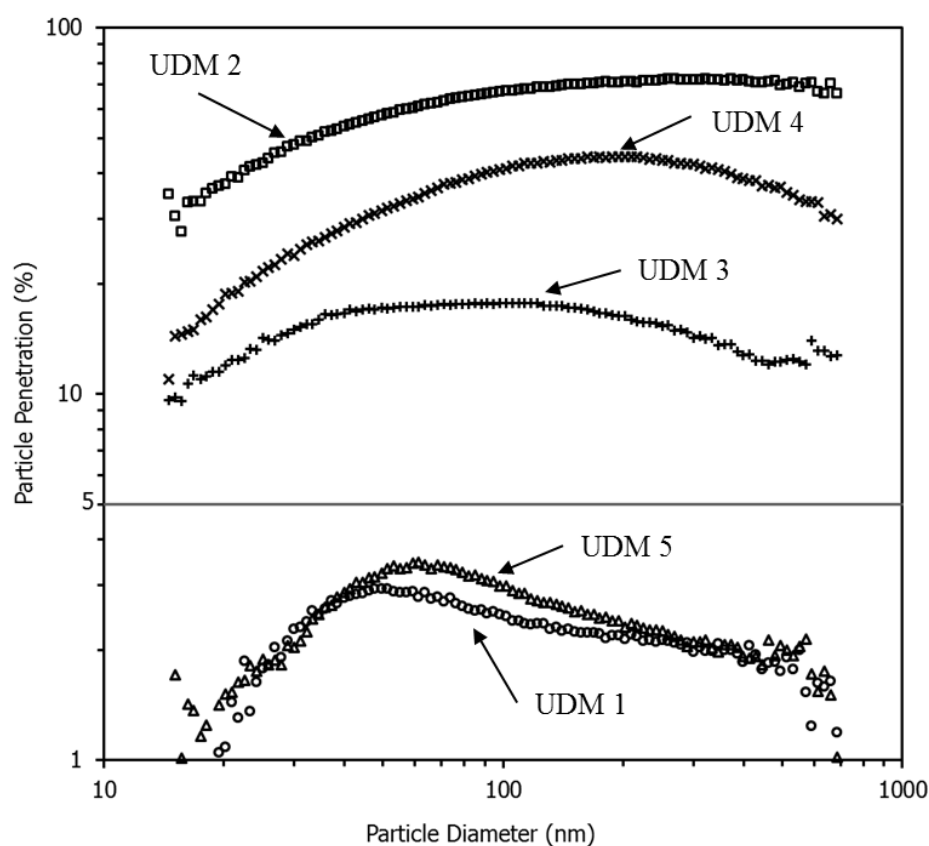 100
UDM 2
UDM 4
UDM 3
Particle Penetration (%)
10
5
UDM 5
UDM 1
1
10
100
1000
Particle Diameter (nm)